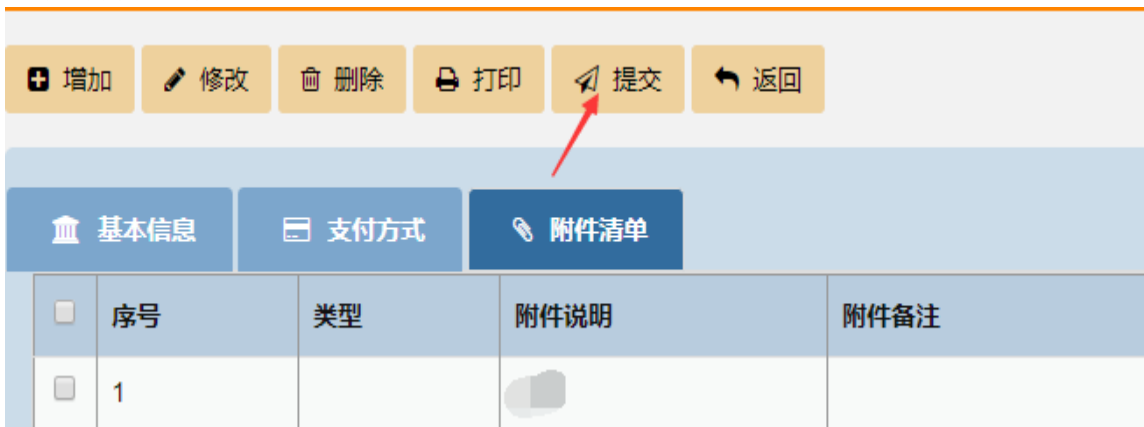 增加 修改 删除 打印 提交 返回
基本信息 支付方式 附件清单
序号 类型 附件说明 附件备注
1